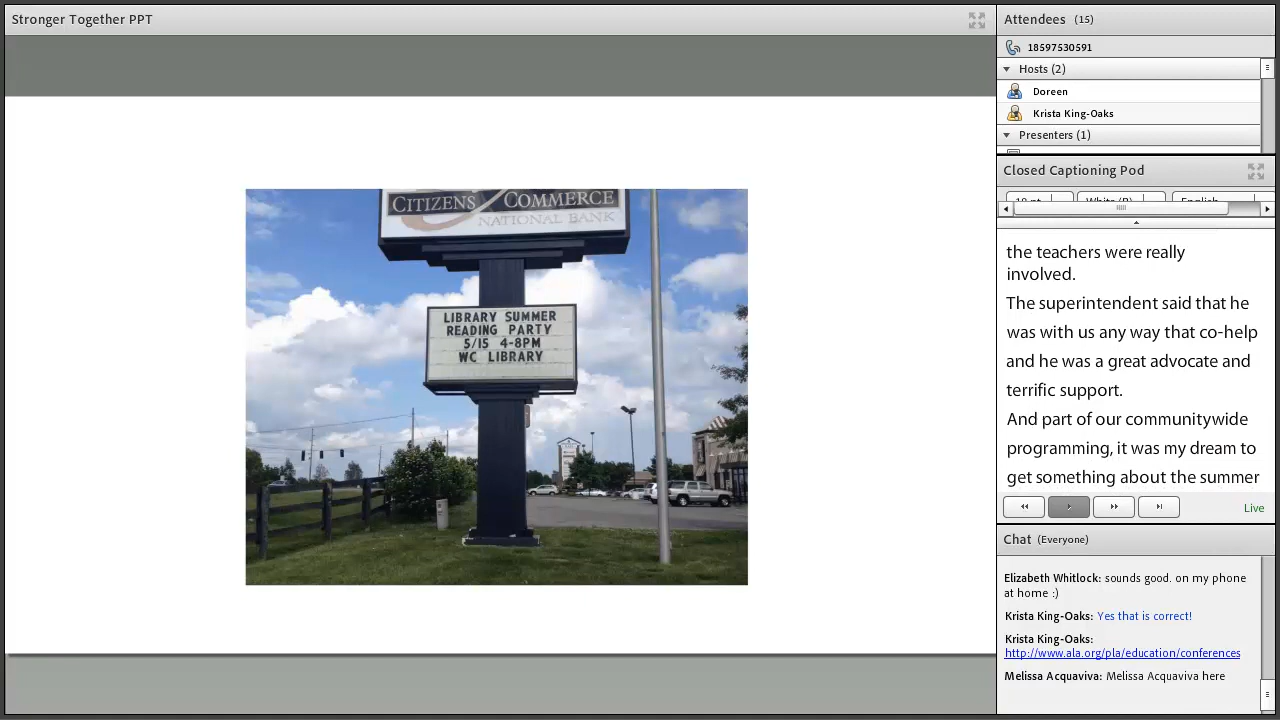 Stronger Together PPT
CITIZENS COMMERCE
NATIONAL BANK
LIBRARY SUMMER
READING PARTY
5/15 4-8PM
WC LIBRARY
Attendees (15)
18597530591
Hosts (2)
Doreen
Krista King-Oaks
Presenters (1)
Closed Captioning Pod
the teachers were really
involved.
The superintendent said that he
was with us any way that co-help
and he was a great advocate and
terrific support.
And part of our communitywide
programming, it was my dream to
get something about the summer
Live
Chat (Everyone)
Elizabeth Whitlock: sounds good. on my phone
at home :)
Krista King-Oaks: Yes that is correct!
Krista King-Oaks:
http://www.ala.org/pla/education/conferences
Melissa Acquaviva: Melissa Acquaviva here